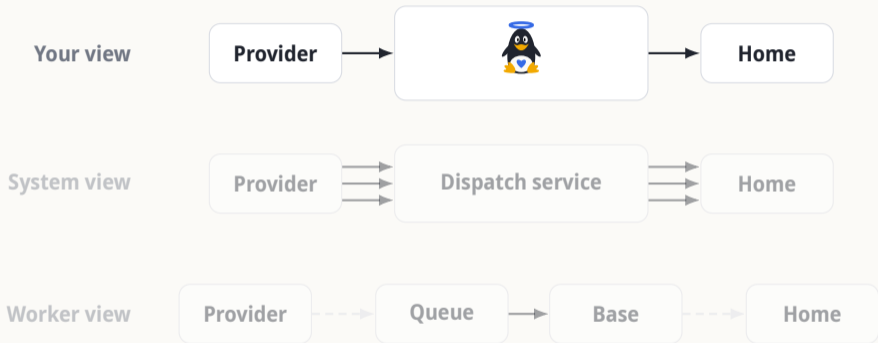 Your view
Provider
Home
System view
Provider
Dispatch service
Home
Worker view
Provider
Queue
Base
Home